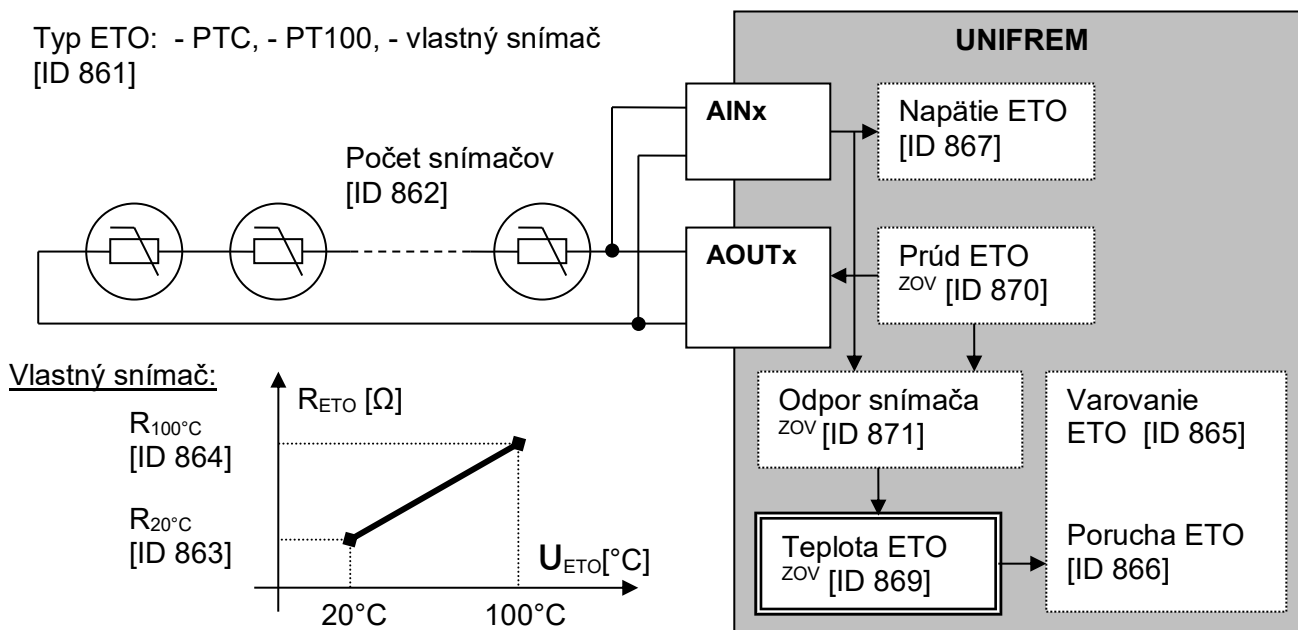 Typ ETO: - PTC, - PT100, - vlastný snímač
[ID 861]
UNIFREM
AINx
Napätie ETO
[ID 867]
Počet snímačov
[ID 862]
AOUTx
Prúd ETO
ZOV [ID 870]
Vlastný snímač:
RETO [Ω]
R100°C
[ID 864]
R20°C
[ID 863]
UETO[°C]
20°C
100°C
Odpor snímača
ZOV [ID 871]
Varovanie
ETO [ID 865]
Teplota ETO
ZOV [ID 869]
Porucha ETO
[ID 866]